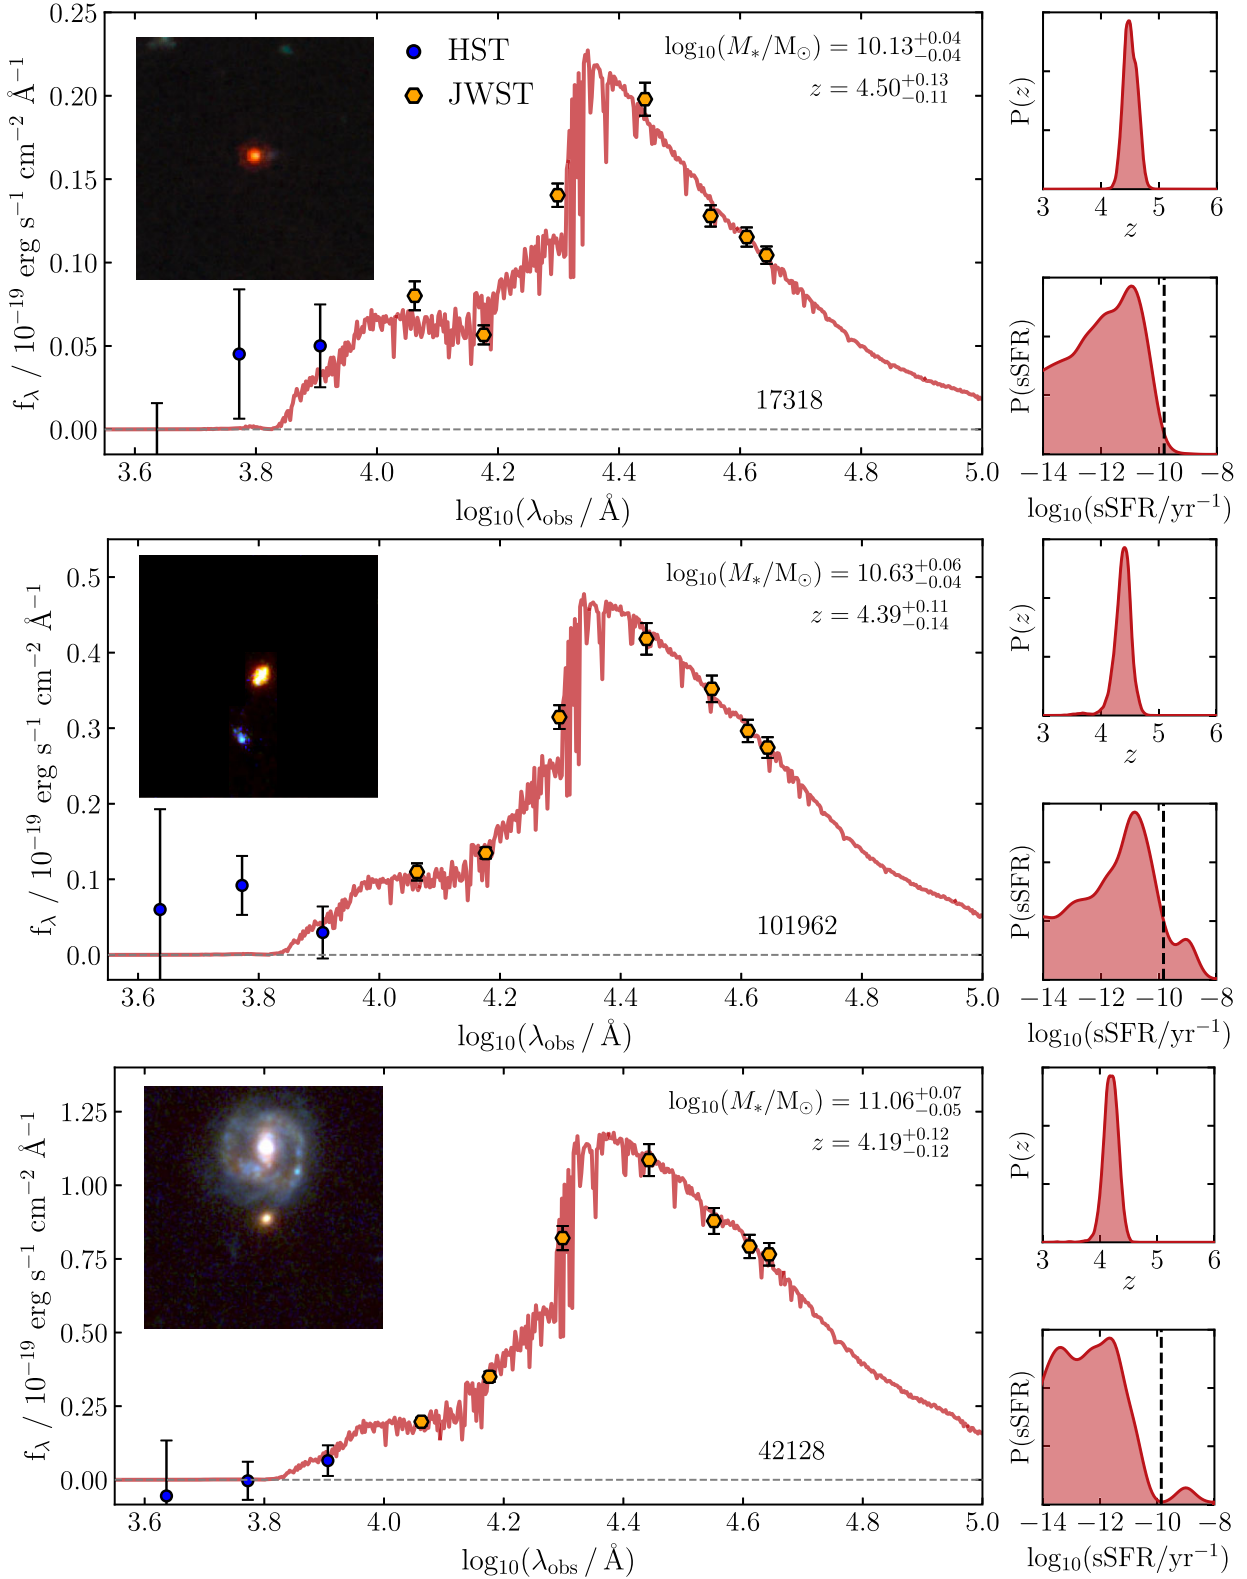 HST
JWST
log₁₀(M*/M⊙) = 10.13 +0.04 −0.04
z = 4.50 +0.13 −0.11
17318
0.25
0.20
0.15
0.10
0.05
0.00
f_λ / 10⁻¹⁹ erg s⁻¹ cm⁻² Å⁻¹
3.6 3.8 4.0 4.2 4.4 4.6 4.8 5.0
log₁₀(λ_obs / Å)
P(z)
3 4 5 6
z
P(sSFR)
−14 −12 −10 −8
log₁₀(sSFR/yr⁻¹)
log₁₀(M*/M⊙) = 10.63 +0.06 −0.04
z = 4.39 +0.11 −0.14
101962
0.5
0.4
0.3
0.2
0.1
0.0
f_λ / 10⁻¹⁹ erg s⁻¹ cm⁻² Å⁻¹
3.6 3.8 4.0 4.2 4.4 4.6 4.8 5.0
log₁₀(λ_obs / Å)
P(z)
3 4 5 6
z
P(sSFR)
−14 −12 −10 −8
log₁₀(sSFR/yr⁻¹)
log₁₀(M*/M⊙) = 11.06 +0.07 −0.05
z = 4.19 +0.12 −0.12
42128
1.25
1.00
0.75
0.50
0.25
0.00
f_λ / 10⁻¹⁹ erg s⁻¹ cm⁻² Å⁻¹
3.6 3.8 4.0 4.2 4.4 4.6 4.8 5.0
log₁₀(λ_obs / Å)
P(z)
3 4 5 6
z
P(sSFR)
−14 −12 −10 −8
log₁₀(sSFR/yr⁻¹)